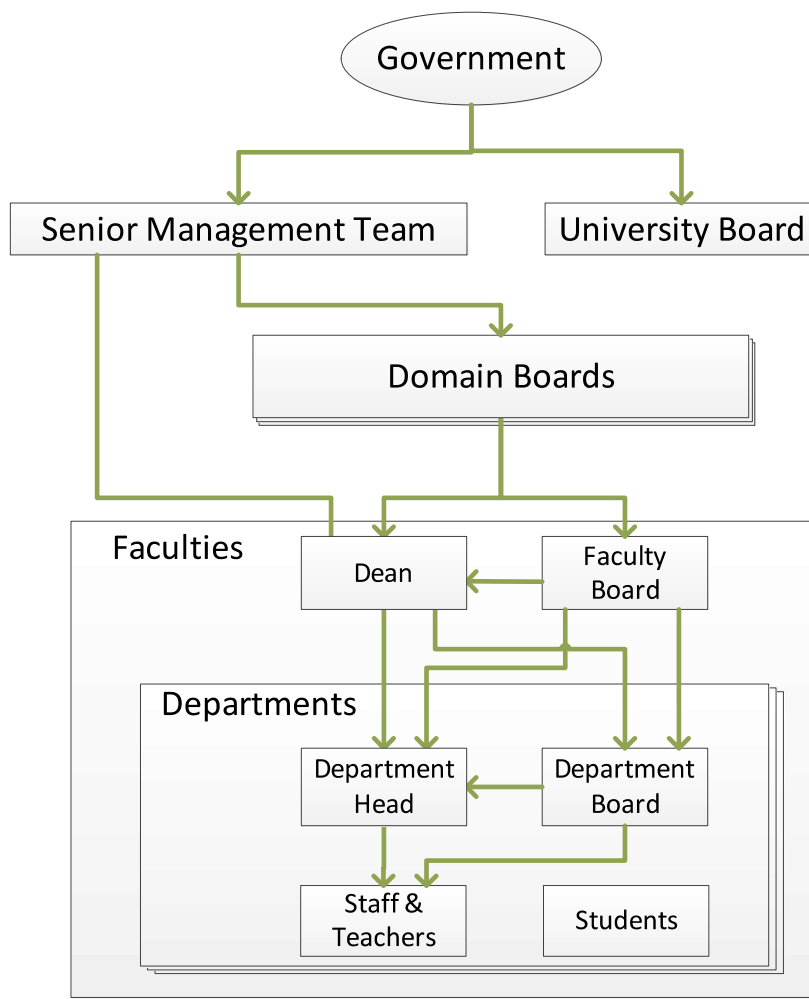 Government
Senior Management Team
University Board
Domain Boards
Faculties
Dean
Faculty
Board
Departments
Department
Head
Department
Board
Staff &
Teachers
Students